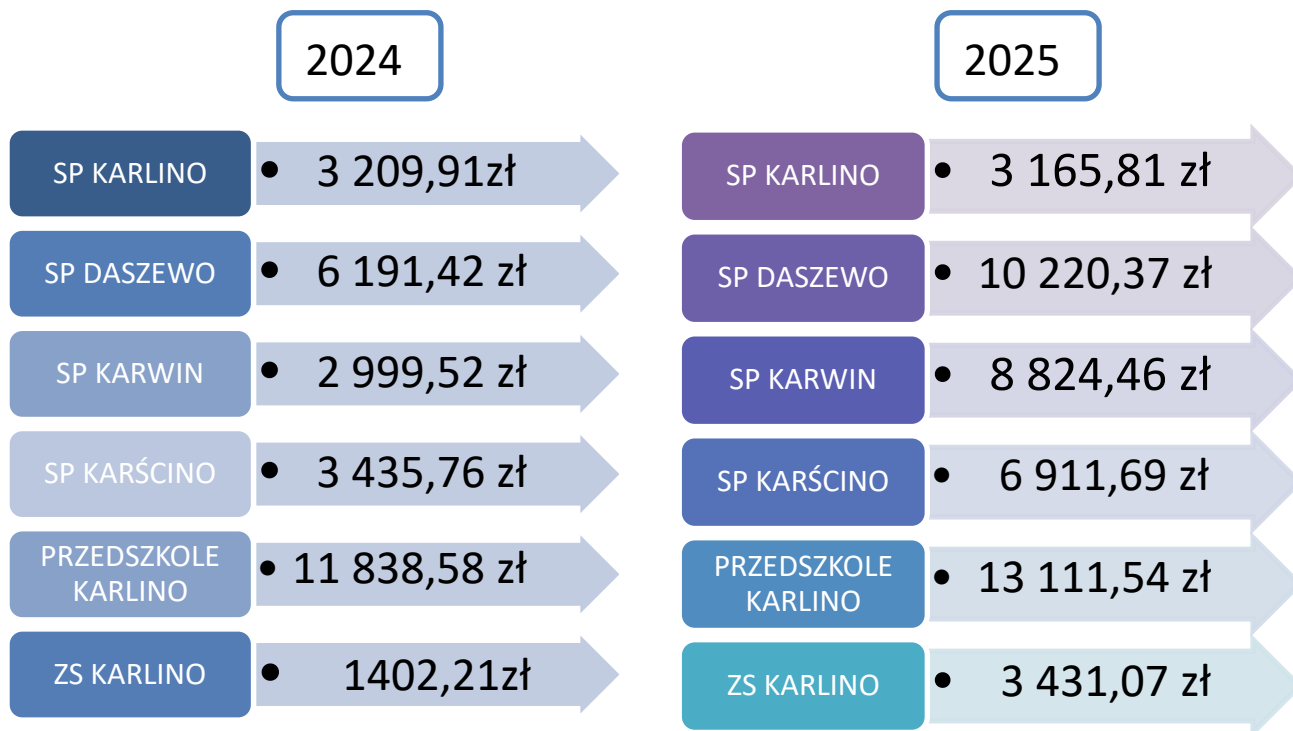 2024
SP KARLINO
• 3 209,91zł
SP DASZEWO
• 6 191,42 zł
SP KARWIN
• 2 999,52 zł
SP KARŚCINO
• 3 435,76 zł
PRZEDSZKOLE
KARLINO
• 11 838,58 zł
ZS KARLINO
• 1402,21zł
2025
SP KARLINO
• 3 165,81 zł
SP DASZEWO
• 10 220,37 zł
SP KARWIN
• 8 824,46 zł
SP KARŚCINO
• 6 911,69 zł
PRZEDSZKOLE
KARLINO
• 13 111,54 zł
ZS KARLINO
• 3 431,07 zł